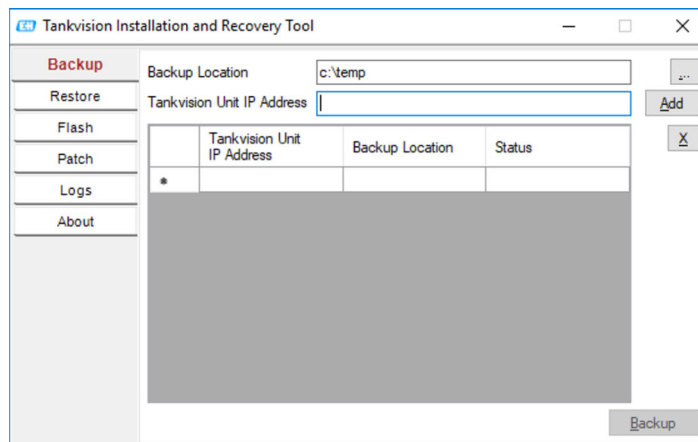 EH Tankvision Installation and Recovery Tool
Backup
Restore
Flash
Patch
Logs
About
Backup Location c:\temp ...
Tankvision Unit IP Address Add
X
Tankvision Unit IP Address Backup Location Status
*
Backup